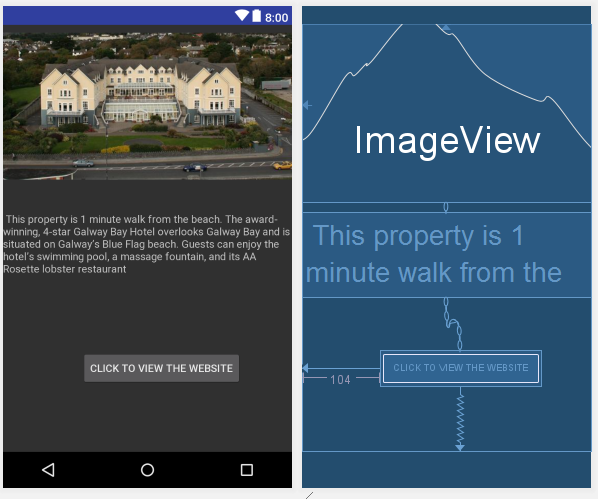 8:00
This property is 1 minute walk from the beach. The award-
winning, 4-star Galway Bay Hotel overlooks Galway Bay and is
situated on Galway's Blue Flag beach. Guests can enjoy the
hotel's swimming pool, a massage fountain, and its AA
Rosette lobster restaurant
CLICK TO VIEW THE WEBSITE
ImageView
This property is 1
minute walk from the
CLICK TO VIEW THE WEBSITE
104